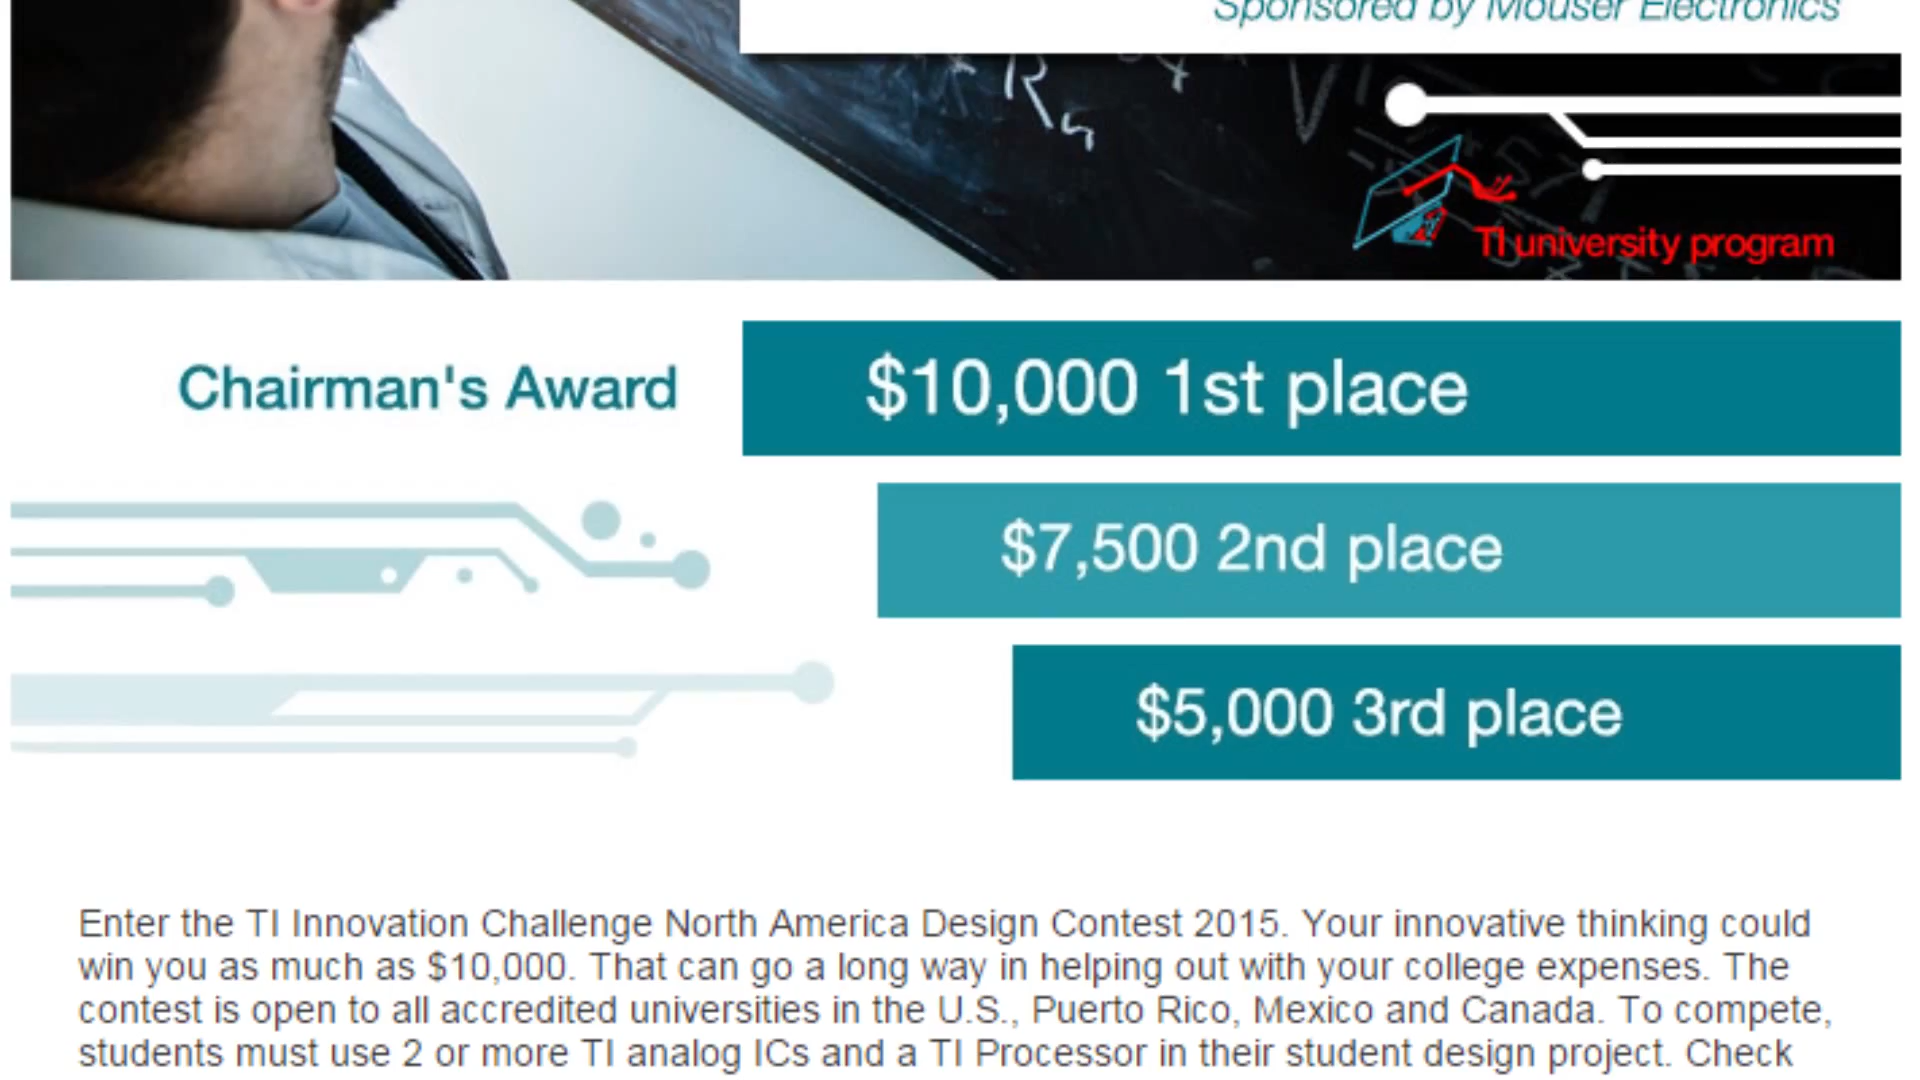 Sponsored by Mouser Electronics
R
TI university program
Chairman's Award
$10,000 1st place
$7,500 2nd place
$5,000 3rd place
Enter the TI Innovation Challenge North America Design Contest 2015. Your innovative thinking could
win you as much as $10,000. That can go a long way in helping out with your college expenses. The
contest is open to all accredited universities in the U.S., Puerto Rico, Mexico and Canada. To compete,
students must use 2 or more TI analog ICs and a TI Processor in their student design project. Check